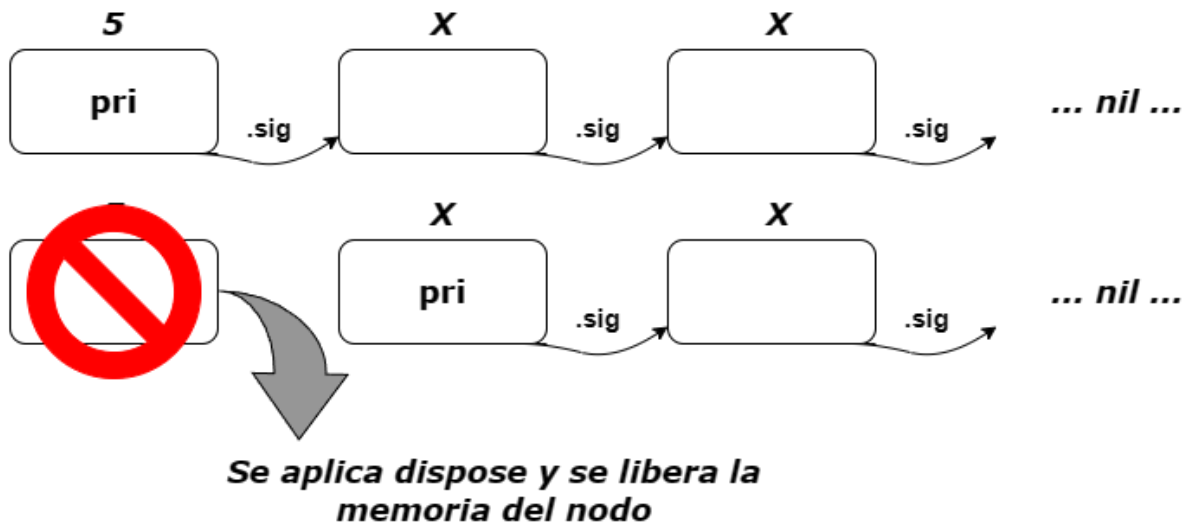 5 X X
pri ... nil ...
.sig .sig .sig
X X
pri ... nil ...
.sig .sig
Se aplica dispose y se libera la
memoria del nodo